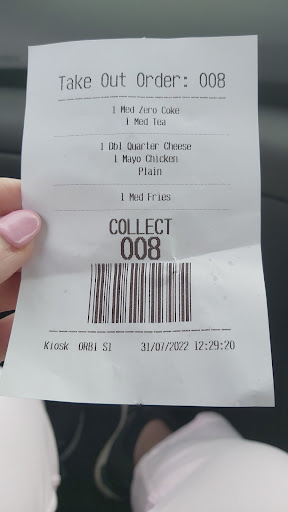 Take Out Order: 008
1 Med Zero Coke
1 Med Tea
1 Dbl Quarter Cheese
1 Mayo Chicken
Plain
1 Med Fries
COLLECT
008
Kiosk ORB1 S1 31/07/2022 12:29:20